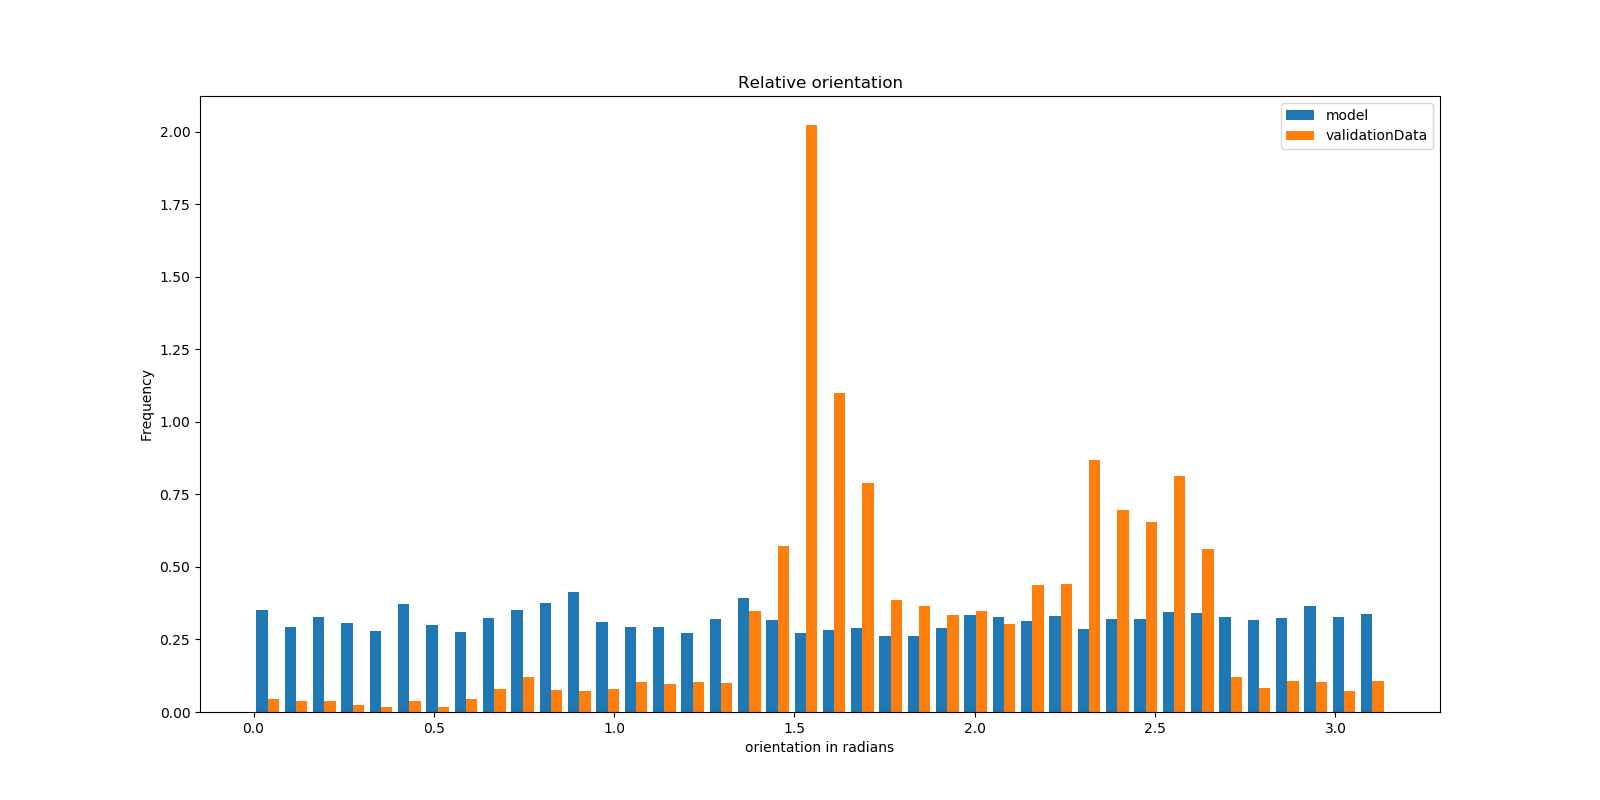 Relative orientation
model
validationData
Frequency
2.00
1.75
1.50
1.25
1.00
0.75
0.50
0.25
0.00
0.0 0.5 1.0 1.5 2.0 2.5 3.0
orientation in radians